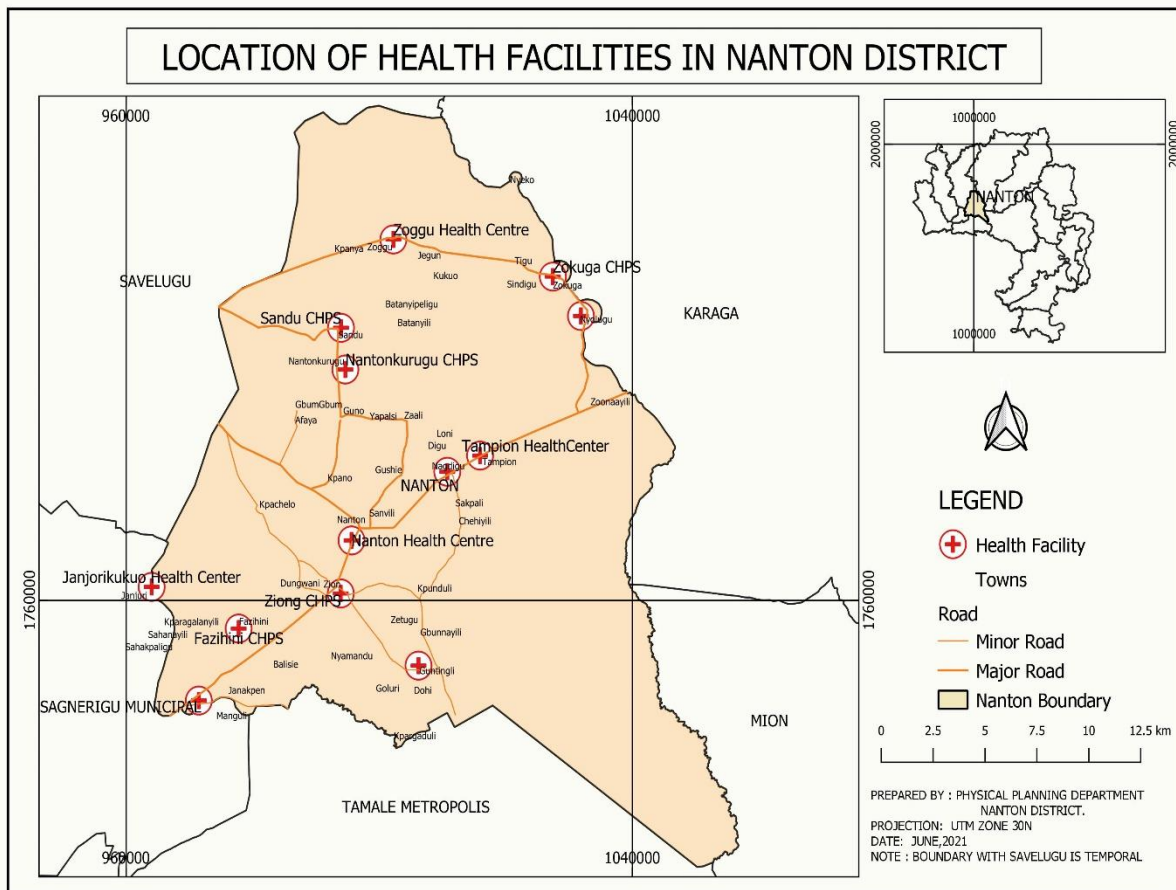 LOCATION OF HEALTH FACILITIES IN NANTON DISTRICT
960000
1040000
1000000
2000000
2000000
NANTON
1000000
Nyeko
Zoggu Health Centre
Kpanya
Zoggu
Jegun
Tigu
Zokuga CHPS
SAVELUGU
Kukuo
Sindigu
Zokuga
Batanyipeligu
KARAGA
Sandu CHPS
Batanyili
Sandu
Nantonkurugu
Nantonkurugu CHPS
GbumGbum
Guno
Yapalsi
Zaali
Zoonaayili
Afaya
Loni
Digu
Tampion HealthCenter
Nagdigu
Tampion
Gushie
Kpano
NANTON
Kpachelo
Sakpali
Sanvili
Nanton
Chehiyili
Nanton Health Centre
Janjorikukuo Health Center
Dungwani
Kpunduli
Ziong CHPS
1760000
1760000
Kparagalanyili
Fazihini
Zetugu
Sahanayili
Fazihini CHPS
Gbunnayili
Sahakpaligu
Nyamandu
Balisie
Guntingli
Goluri
Dohi
Janakpen
SAGNERIGU MUNICIRAL
Manguli
MION
Kpargaduli
TAMALE METROPOLIS
960000
1040000
LEGEND
Health Facility
Towns
Road
Minor Road
Major Road
Nanton Boundary
0 2.5 5 7.5 10 12.5 km
PREPARED BY : PHYSICAL PLANNING DEPARTMENT
NANTON DISTRICT.
PROJECTION: UTM ZONE 30N
DATE: JUNE,2021
NOTE : BOUNDARY WITH SAVELUGU IS TEMPORAL